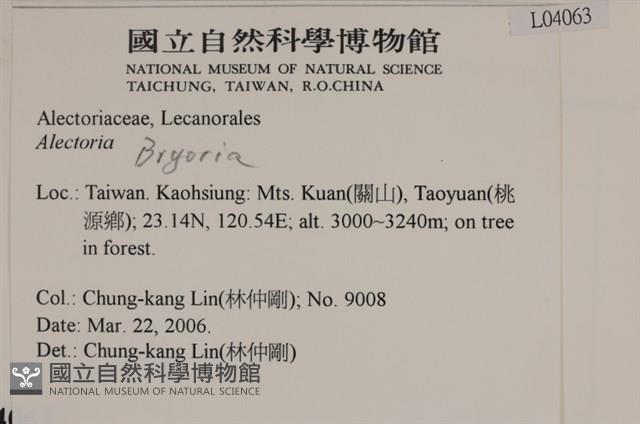 L04063
國立自然科學博物館
NATIONAL MUSEUM OF NATURAL SCIENCE
TAICHUNG, TAIWAN, R.O.CHINA
Alectoriaceae, Lecanorales
Alectoria Bryoria
Loc.: Taiwan. Kaohsiung: Mts. Kuan(關山), Taoyuan(桃
源鄉); 23.14N, 120.54E; alt. 3000~3240m; on tree
in forest.
Col.: Chung-kang Lin(林仲剛); No. 9008
Date: Mar. 22, 2006.
Det.: Chung-kang Lin(林仲剛)
國立自然科學博物館
NATIONAL MUSEUM OF NATURAL SCIENCE